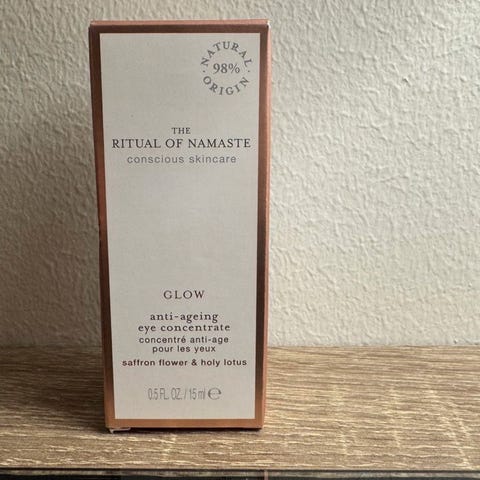 NATURAL
98%
ORIGIN
THE
RITUAL OF NAMASTE
conscious skincare
GLOW
anti-ageing
eye concentrate
concentré anti-age
pour les yeux
saffron flower & holy lotus
0.5 FL. OZ. / 15 ml ℮